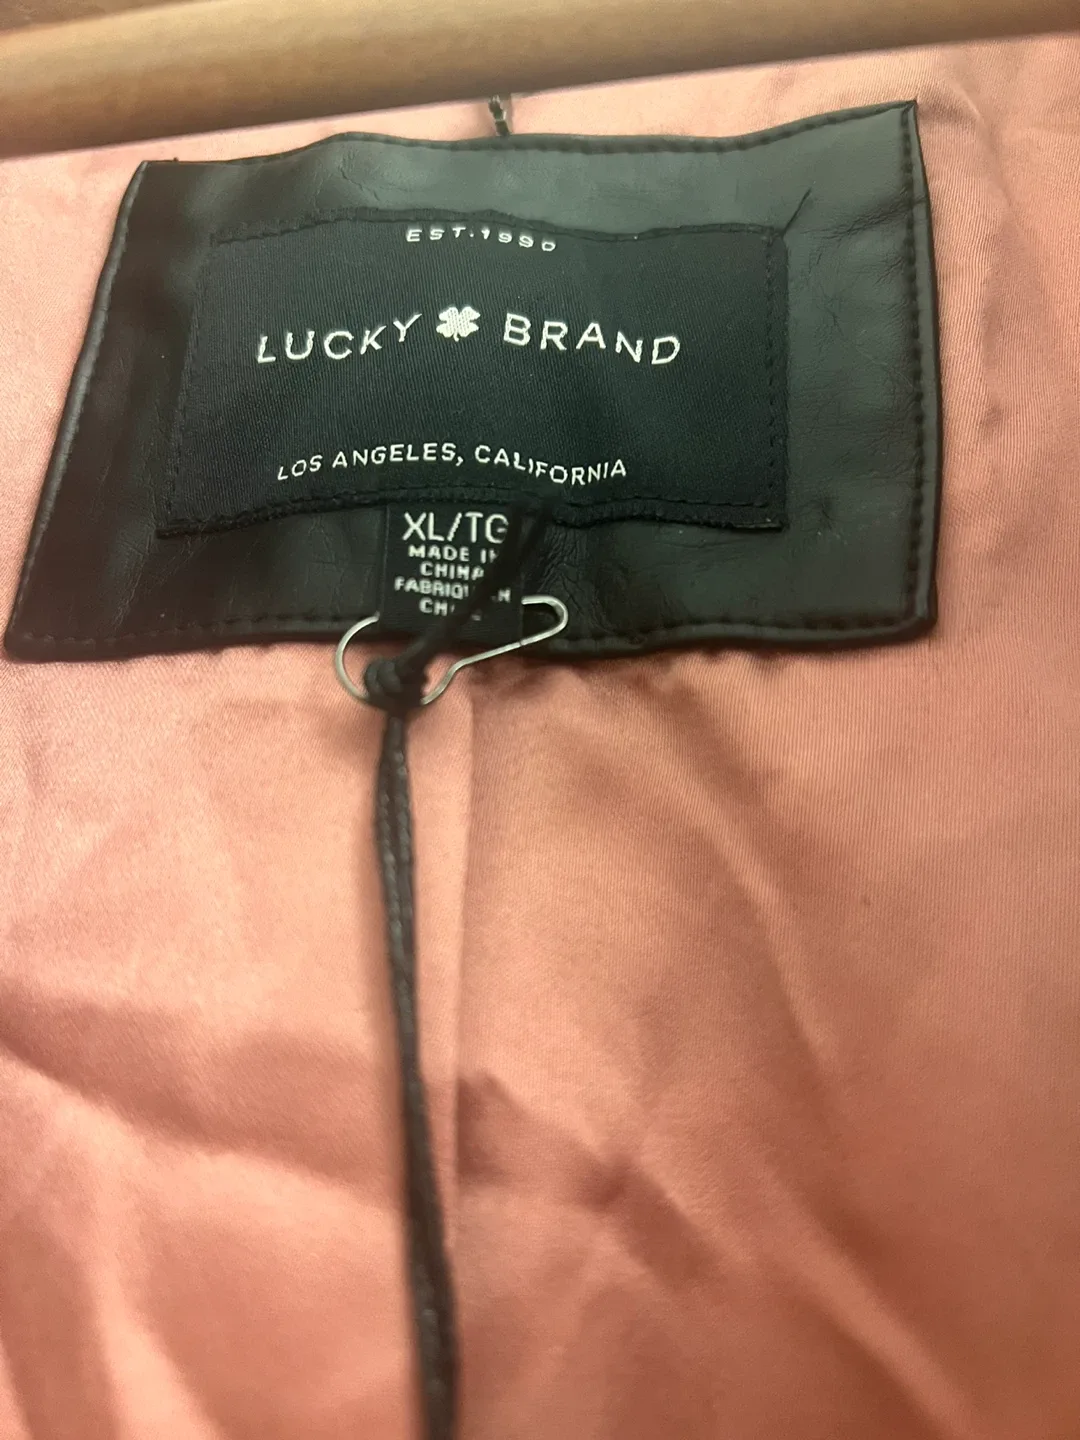 EST. 1990
LUCKY BRAND
LOS ANGELES, CALIFORNIA
XL/TG
MADE IN
CHINA